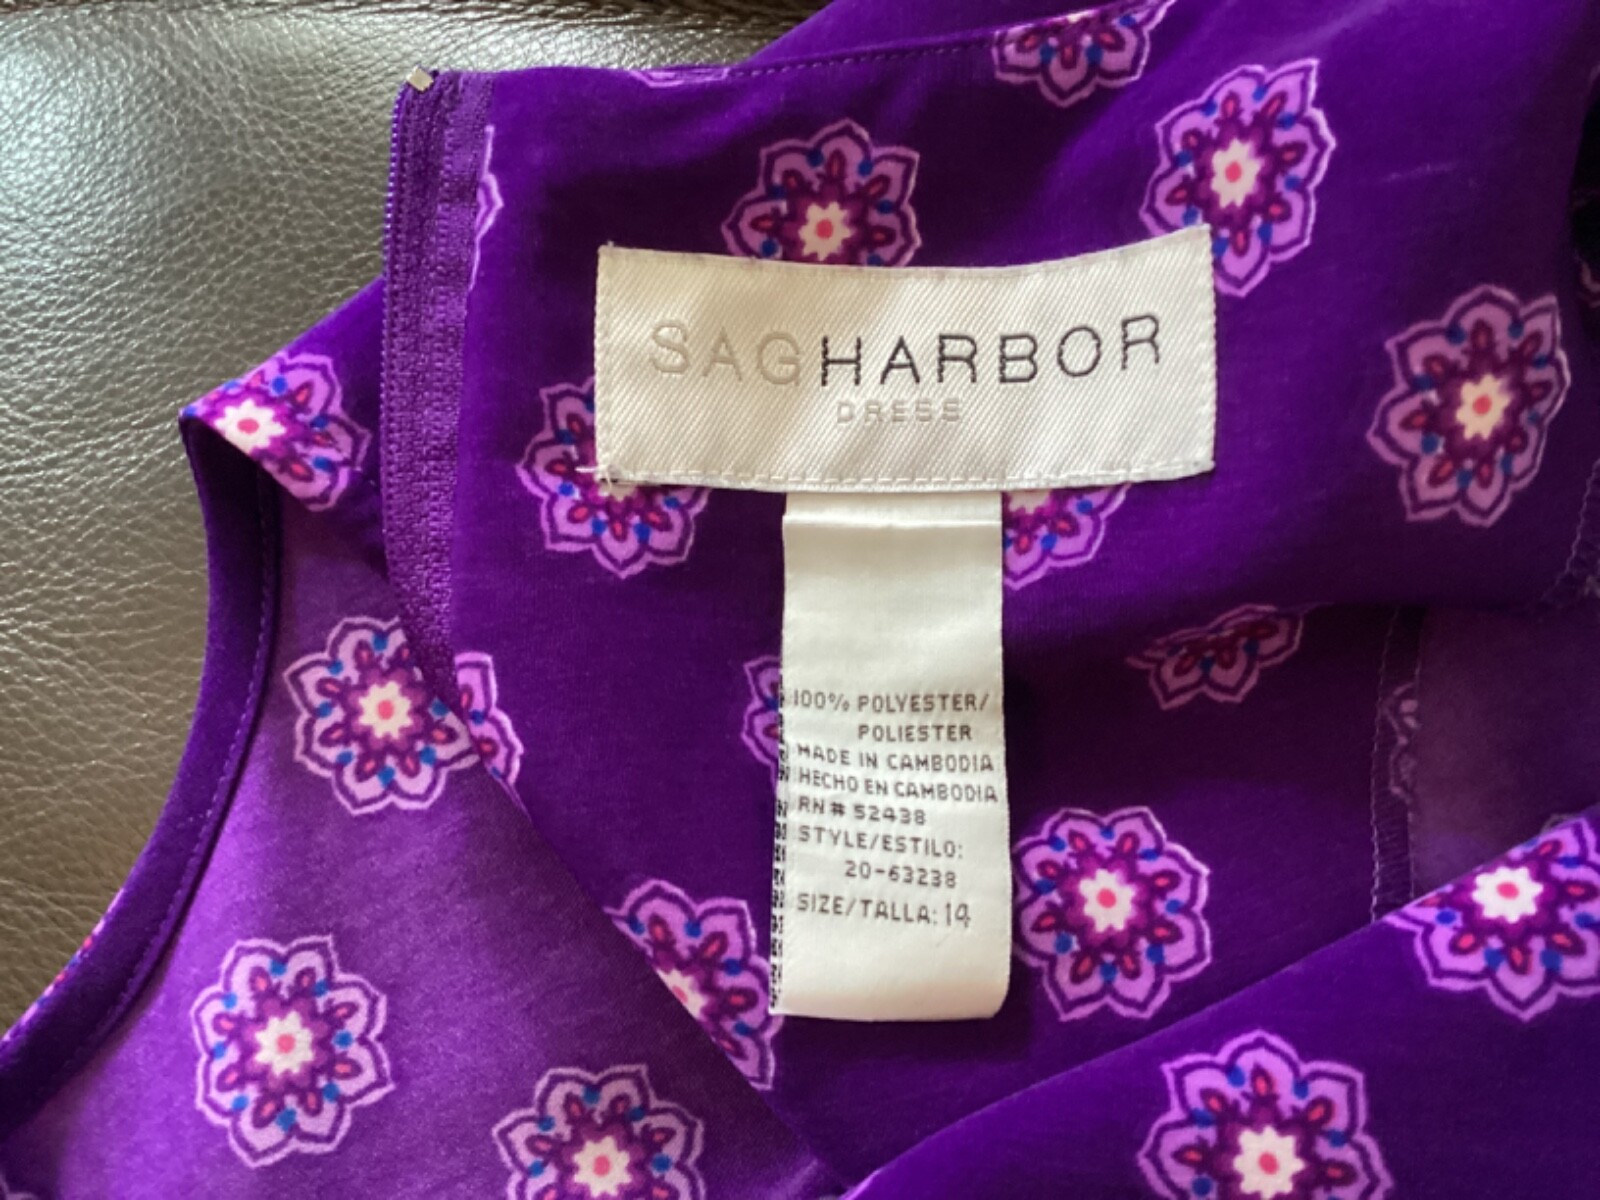 SAGHARBOR
DRESS
100% POLYESTER/
POLIESTER
MADE IN CAMBODIA
HECHO EN CAMBODIA
RN # 52438
STYLE/ESTILO:
20-63238
SIZE/TALLA: 14